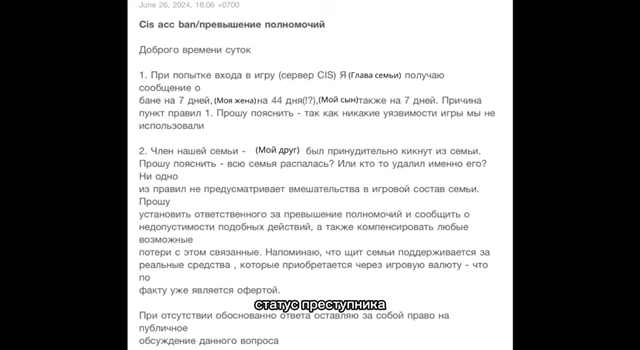 June 26, 2024, 18:06 +0700
Cis acc ban/превышение полномочий
Доброго времени суток
1. При попытке входа в игру (сервер CIS) Я (Глава семьи) получаю
сообщение о
бане на 7 дней,(Моя жена)на 44 дня(!?),(Мой сын)также на 7 дней. Причина
пункт правил 1. Прошу пояснить - так как никакие уязвимости игры мы не
использовали
2. Член нашей семьи - (Мой друг) был принудительно кикнут из семьи.
Прошу пояснить - всю семья распалась? Или кто то удалил именно его?
Ни одно
из правил не предусматривает вмешательства в игровой состав семьи.
Прошу
установить ответственного за превышение полномочий и сообщить о
недопустимости подобных действий, а также компенсировать любые
возможные
потери с этом связанные. Напоминаю, что щит семьи поддерживается за
реальные средства , которые приобретается через игровую валюту - что
по
факту уже является офертой.
статус преступника
При отсутствии обоснованно ответа оставляю за собой право на
публичное
обсуждение данного вопроса